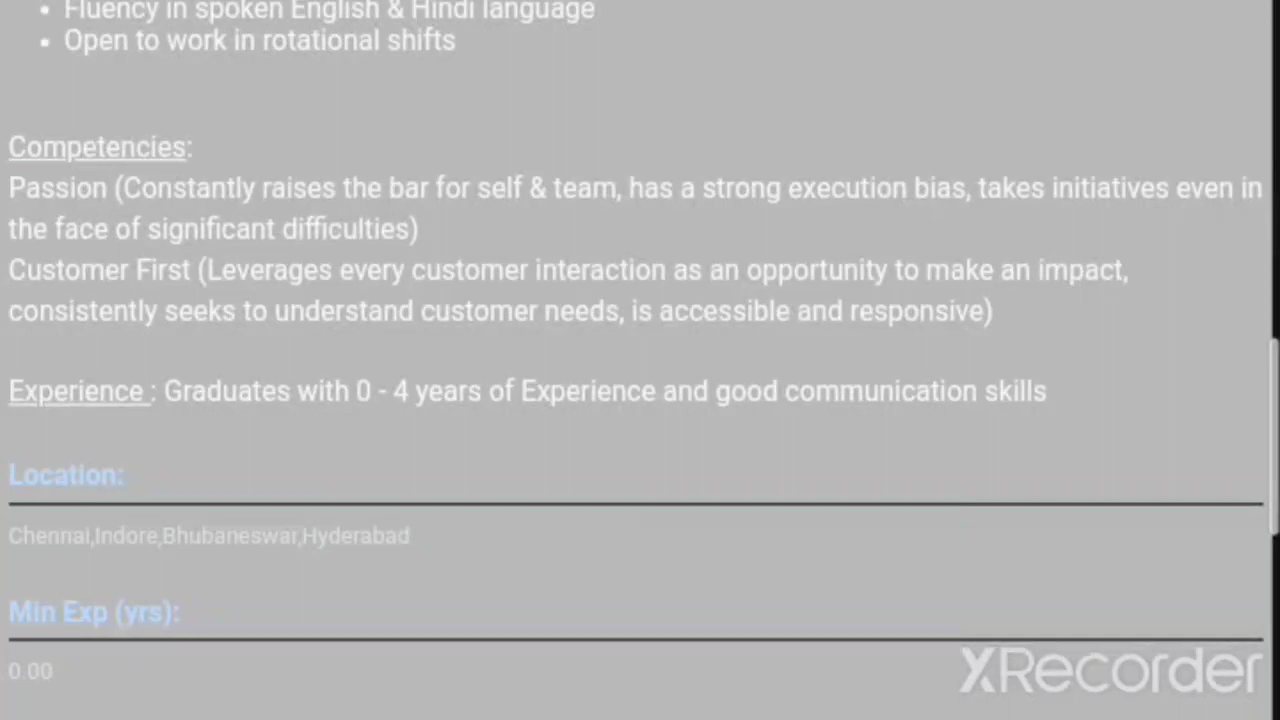 • Fluency in spoken English & Hindi language
• Open to work in rotational shifts
Competencies:
Passion (Constantly raises the bar for self & team, has a strong execution bias, takes initiatives even in
the face of significant difficulties)
Customer First (Leverages every customer interaction as an opportunity to make an impact,
consistently seeks to understand customer needs, is accessible and responsive)
Experience : Graduates with 0 - 4 years of Experience and good communication skills
Location:
Chennai,Indore,Bhubaneswar,Hyderabad
Min Exp (yrs):
0.00
XRecorder